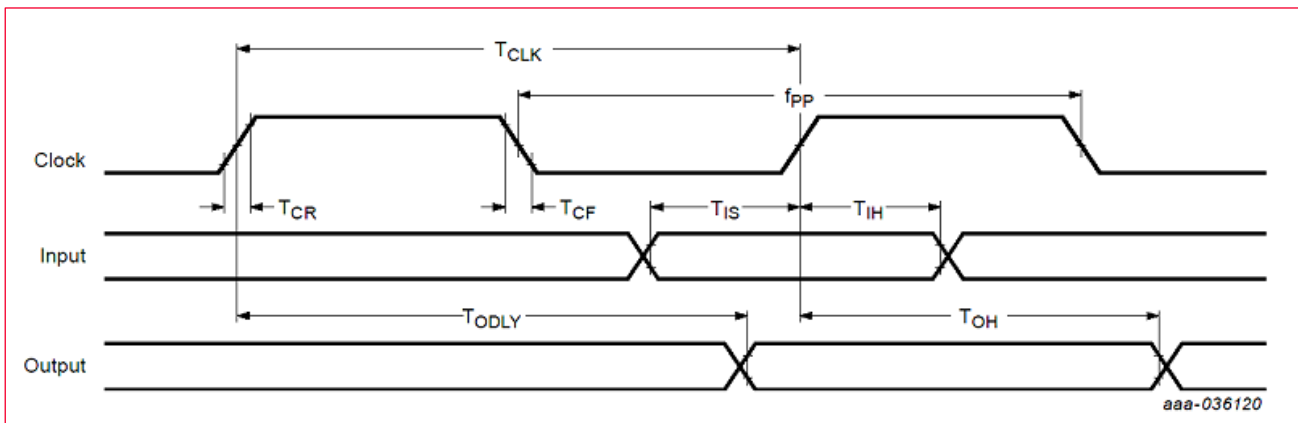 TCLK
fPP
Clock
TCR
TCF
TIS
TIH
Input
TODLY
TOH
Output
aaa-036120